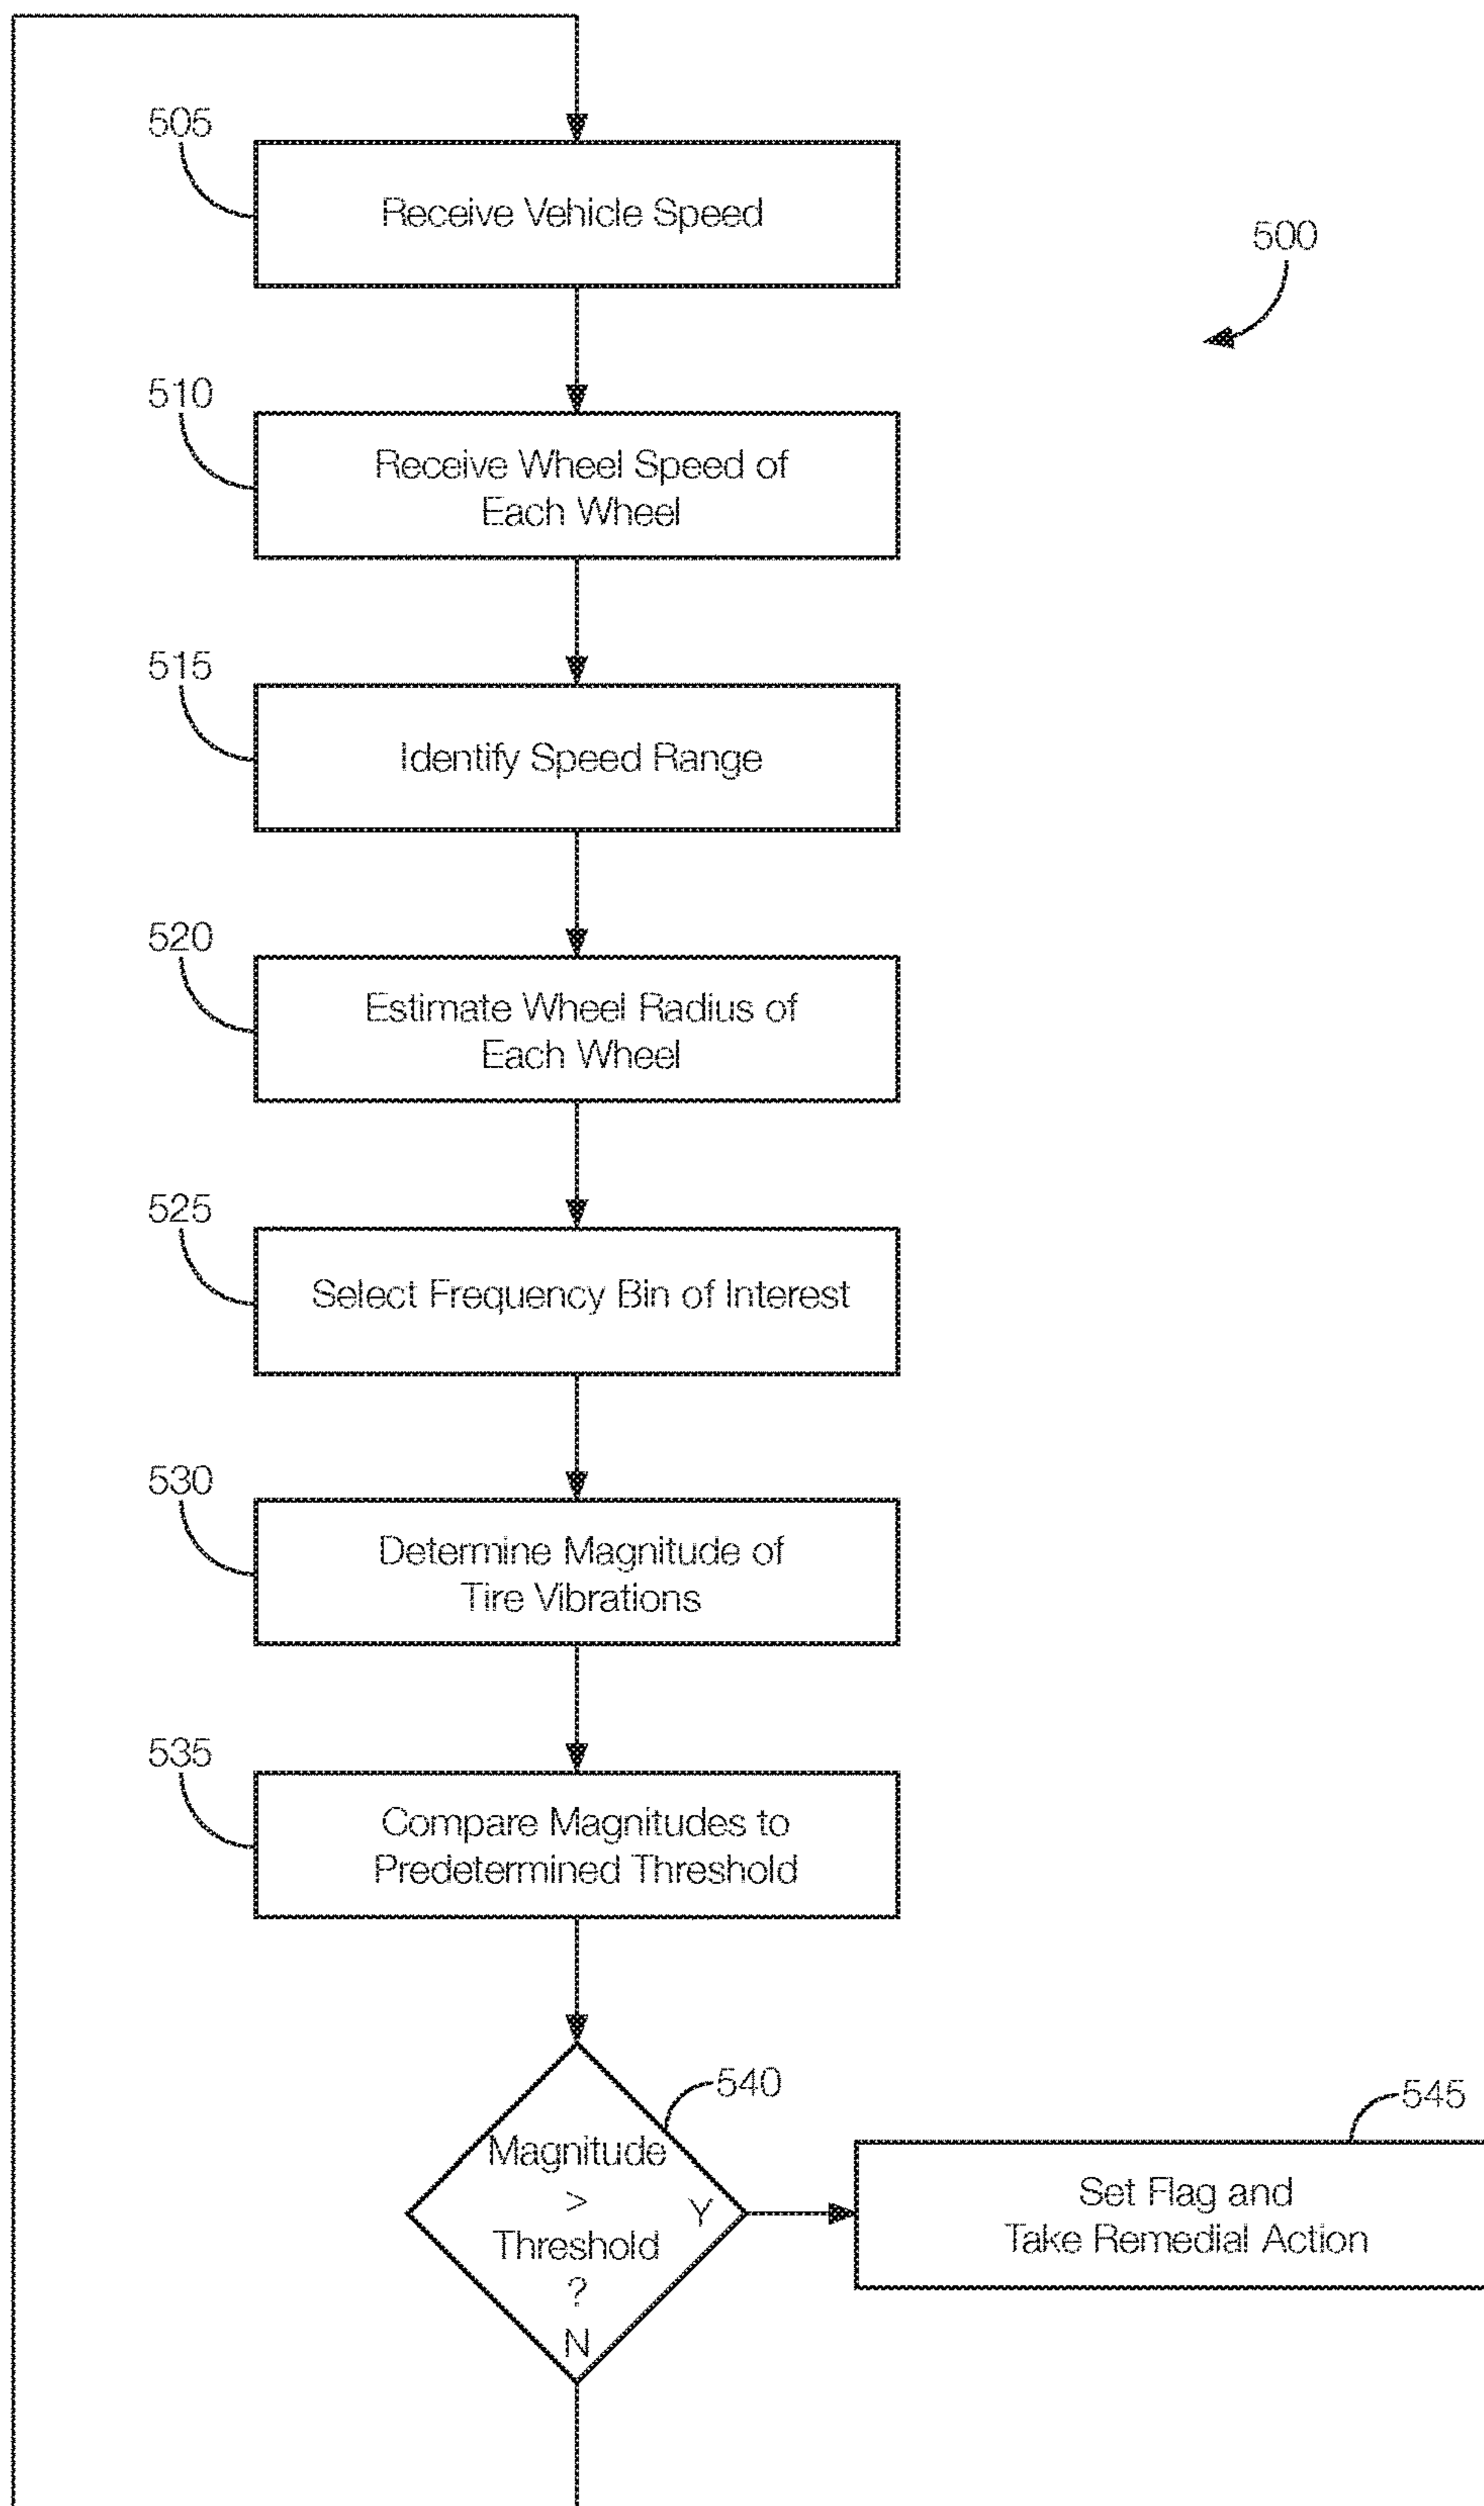 505
Receive Vehicle Speed
500
510
Receive Wheel Speed of
Each Wheel
515
Identify Speed Range
520
Estimate Wheel Radius of
Each Wheel
525
Select Frequency Bin of Interest
530
Determine Magnitude of
Tire Vibrations
535
Compare Magnitudes to
Predetermined Threshold
540
Magnitude
>
Threshold
?
Y
N
545
Set Flag and
Take Remedial Action